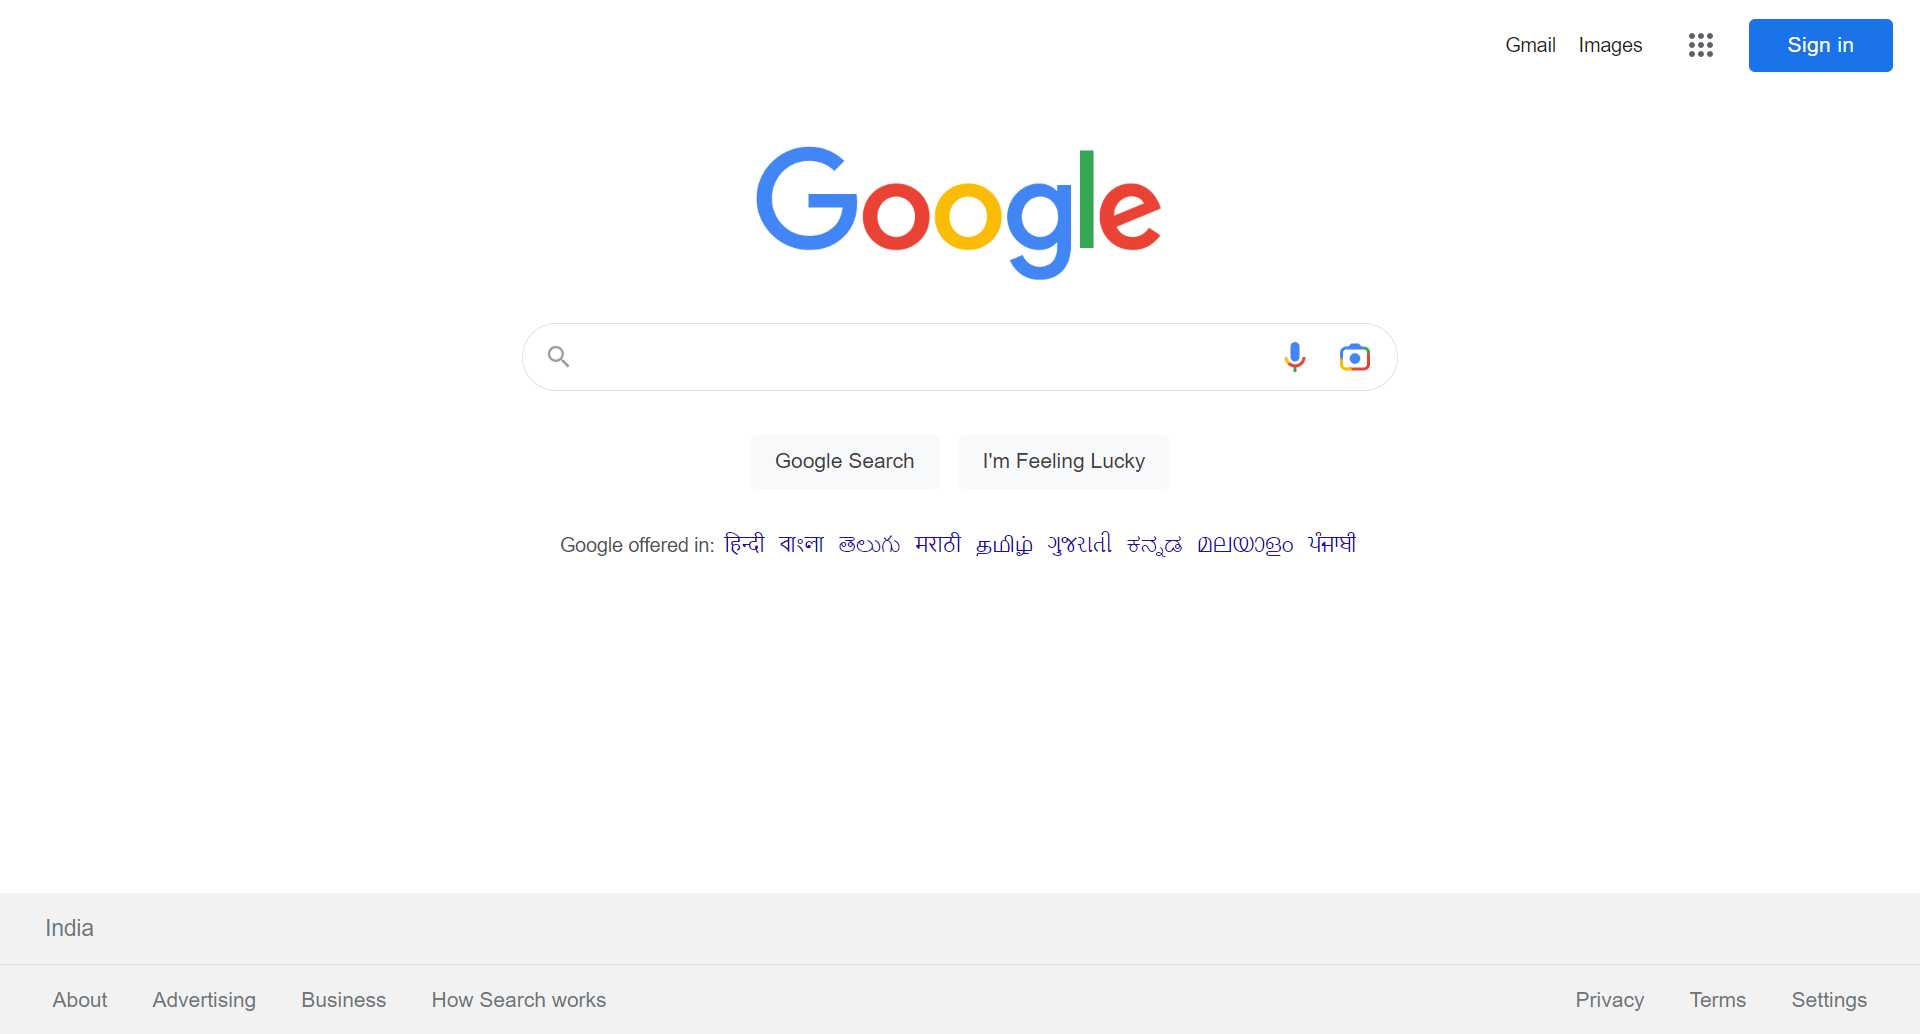 Gmail Images Sign in
Google
Google Search I'm Feeling Lucky
Google offered in: हिन्दी বাংলা తెలుగు मराठी தமிழ் ગુજરાતી ಕನ್ನಡ മലയാളം ਪੰਜਾਬੀ
India
About Advertising Business How Search works Privacy Terms Settings